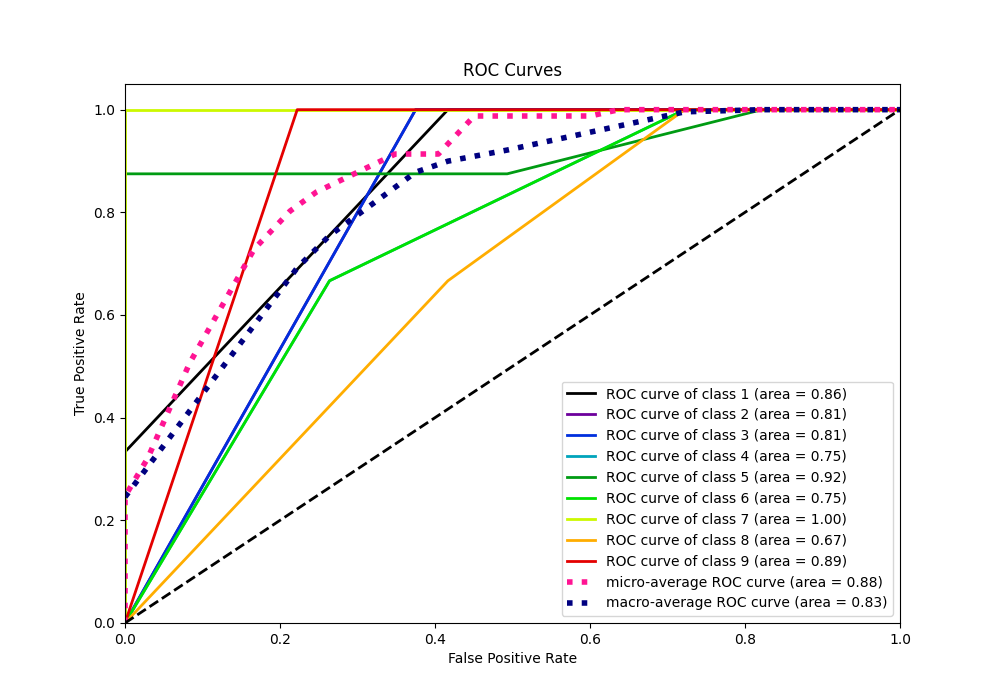 ROC Curves
True Positive Rate
1.0
0.8
0.6
0.4
0.2
0.0
0.0 0.2 0.4 0.6 0.8 1.0
False Positive Rate
ROC curve of class 1 (area = 0.86)
ROC curve of class 2 (area = 0.81)
ROC curve of class 3 (area = 0.81)
ROC curve of class 4 (area = 0.75)
ROC curve of class 5 (area = 0.92)
ROC curve of class 6 (area = 0.75)
ROC curve of class 7 (area = 1.00)
ROC curve of class 8 (area = 0.67)
ROC curve of class 9 (area = 0.89)
micro-average ROC curve (area = 0.88)
macro-average ROC curve (area = 0.83)